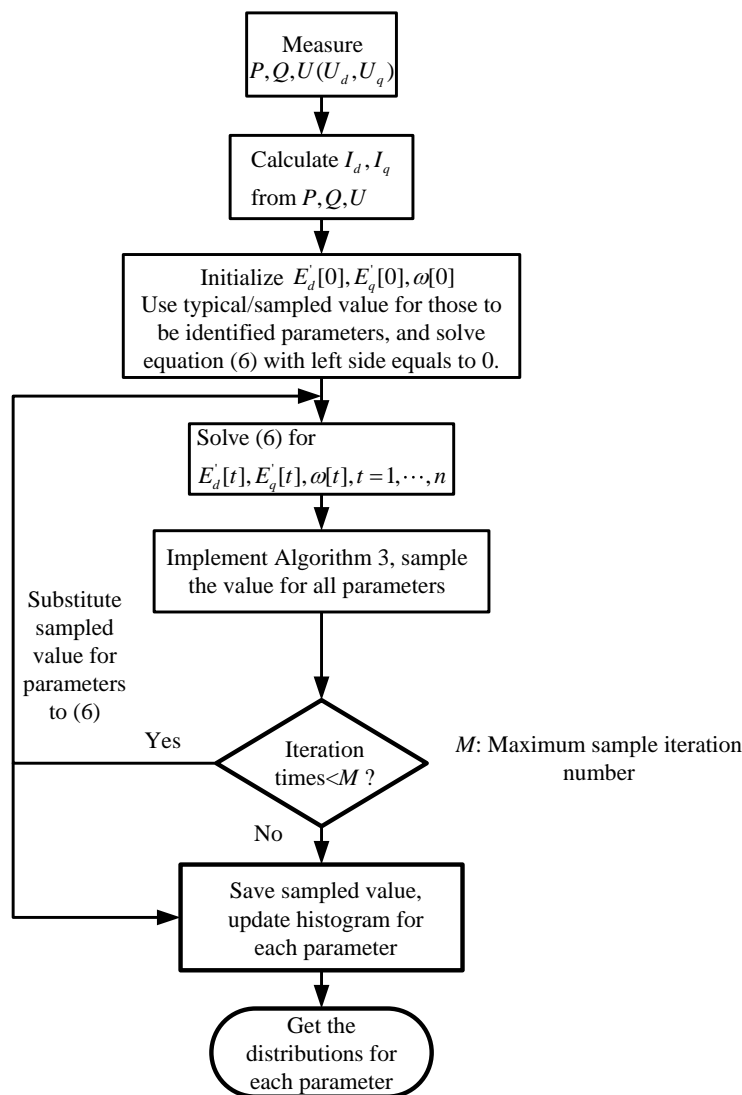 Measure
P,Q,U(U_d,U_q)
Calculate I_d,I_q
from P,Q,U
Initialize E'_d[0],E'_q[0],ω[0]
Use typical/sampled value for those to
be identified parameters, and solve
equation (6) with left side equals to 0.
Solve (6) for
E'_d[t],E'_q[t],ω[t],t=1,⋯,n
Implement Algorithm 3, sample
the value for all parameters
Substitute
sampled
value for
parameters
to (6)
Yes
Iteration
times<M ?
M: Maximum sample iteration
number
No
Save sampled value,
update histogram for
each parameter
Get the
distributions for
each parameter